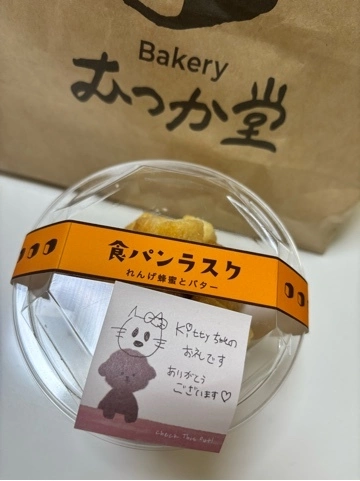 Bakery
むつか堂
食パンラスク
れんげ蜂蜜とバター
Kittyちゃんの
おえです
ありがとう
ございます♡